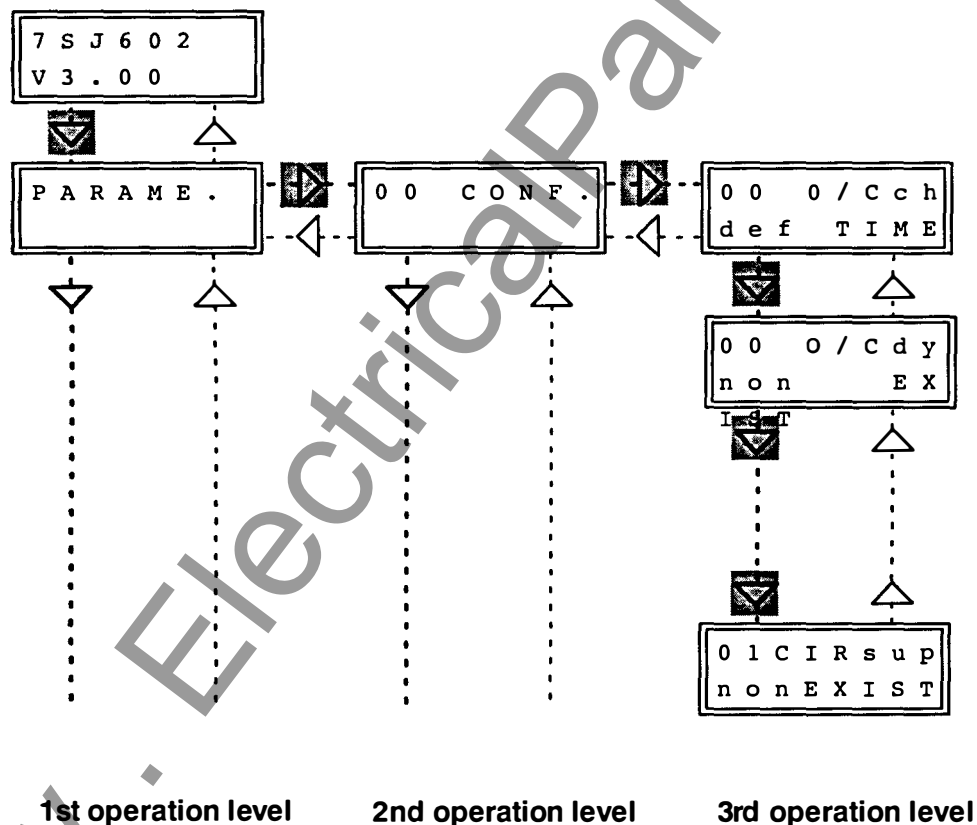 7SJ602
V3.00
PARAME.
00 CONF.
00 O/Cch
def TIME
00 O/Cdy
non EX
IST
01CIRsup
nonEXIST
1st operation level
2nd operation level
3rd operation level
. ElectricalPar